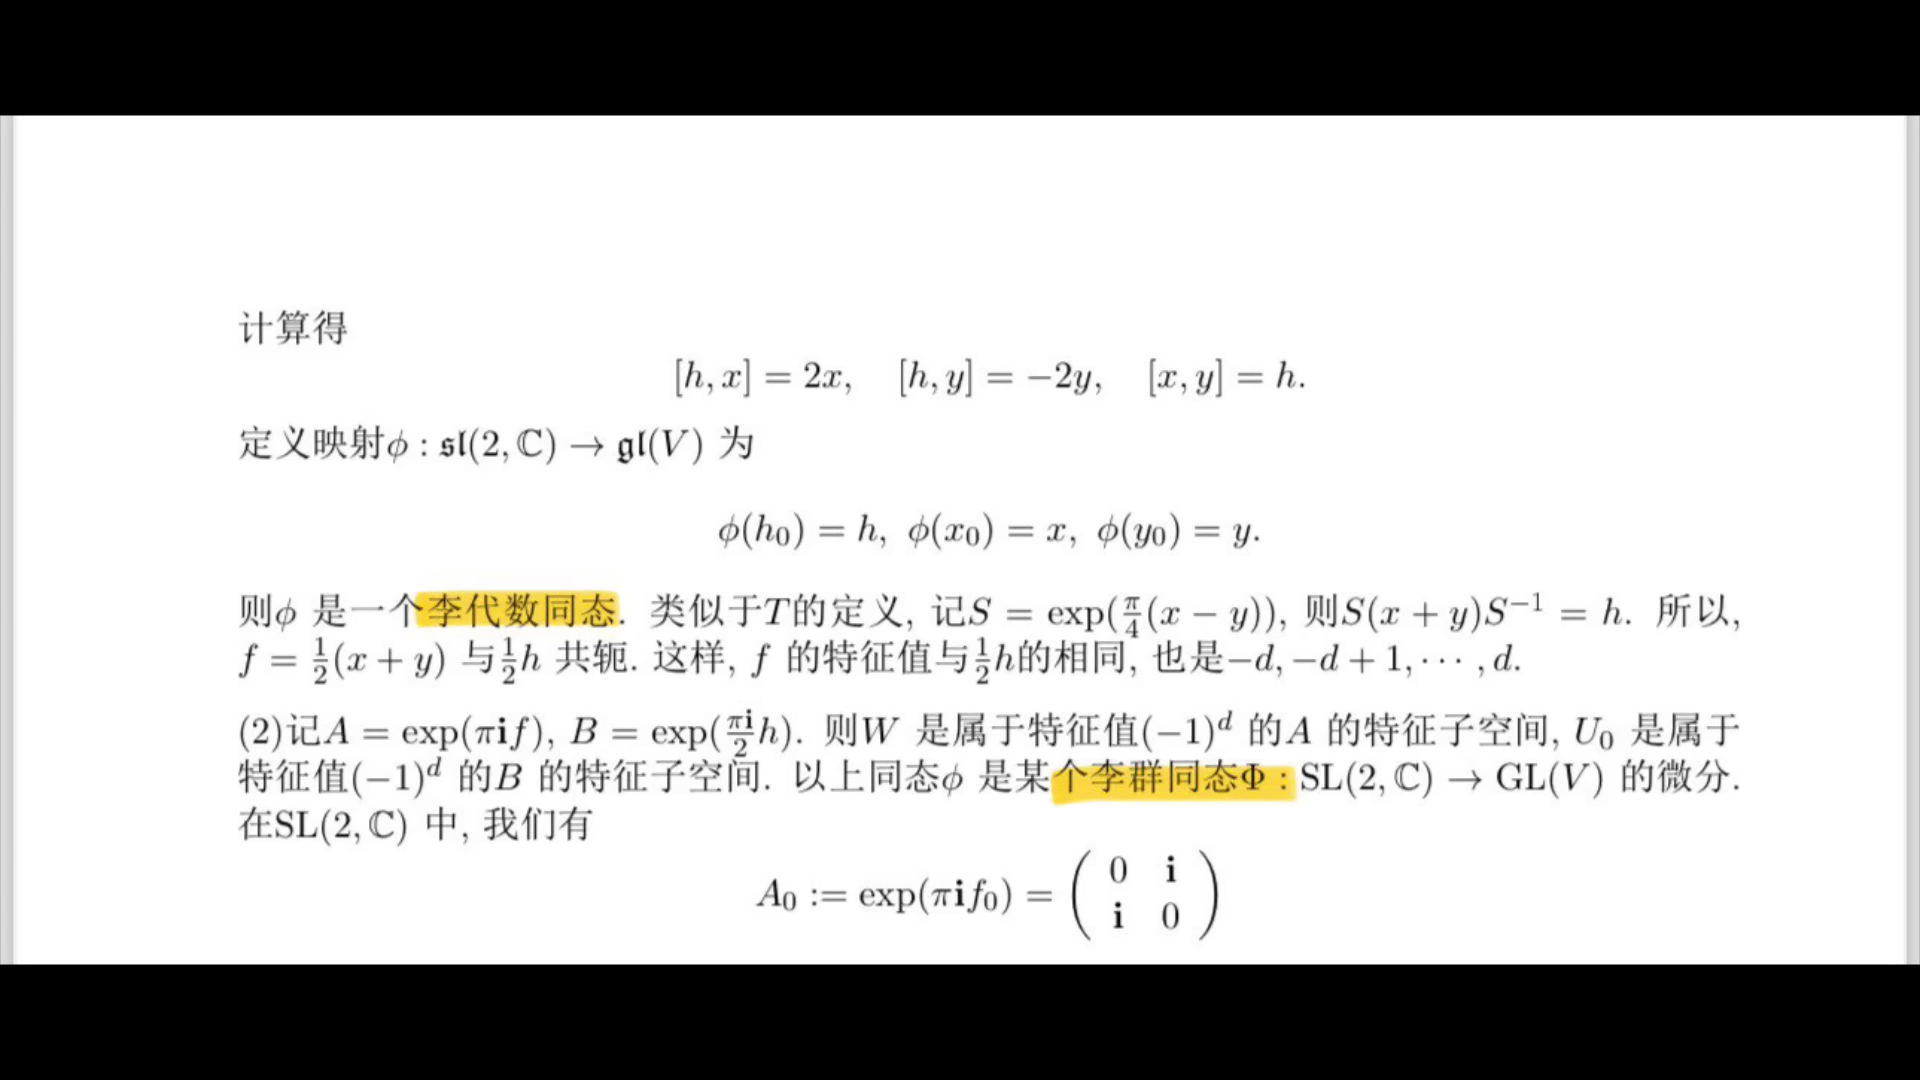 计算得
[h, x] = 2x, [h, y] = −2y, [x, y] = h.
定义映射ϕ : 𝔰𝔩(2, ℂ) → 𝔤𝔩(V) 为
ϕ(h₀) = h, ϕ(x₀) = x, ϕ(y₀) = y.
则ϕ 是一个李代数同态. 类似于T的定义, 记S = exp(π/4(x − y)), 则S(x + y)S⁻¹ = h. 所以,
f = 1/2(x + y) 与1/2h 共轭. 这样, f 的特征值与1/2h的相同, 也是−d, −d + 1, ⋯ , d.
(2)记A = exp(πif), B = exp(πi/2 h). 则W 是属于特征值(−1)ᵈ 的A 的特征子空间, U₀ 是属于
特征值(−1)ᵈ 的B 的特征子空间. 以上同态ϕ 是某个李群同态Φ : SL(2, ℂ) → GL(V) 的微分.
在SL(2, ℂ) 中, 我们有
A₀ := exp(πif₀) = ( 0 i
i 0 )